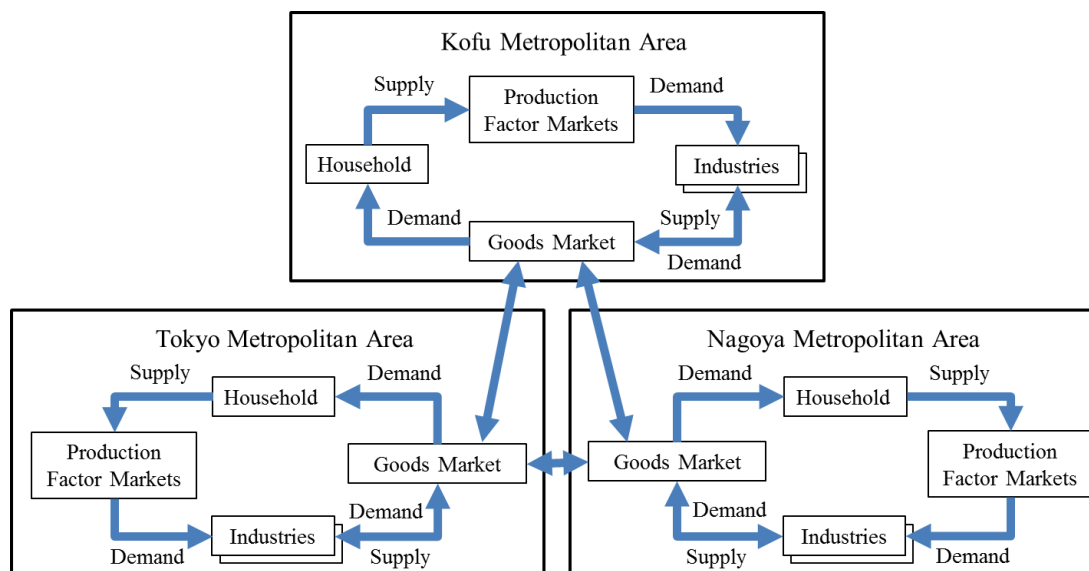 Kofu Metropolitan Area
Supply
Demand
Production
Factor Markets
Household
Industries
Demand
Supply
Goods Market
Demand
Tokyo Metropolitan Area
Supply
Demand
Household
Production
Factor Markets
Goods Market
Demand
Industries
Demand
Supply
Nagoya Metropolitan Area
Demand
Supply
Household
Goods Market
Production
Factor Markets
Demand
Industries
Supply
Demand